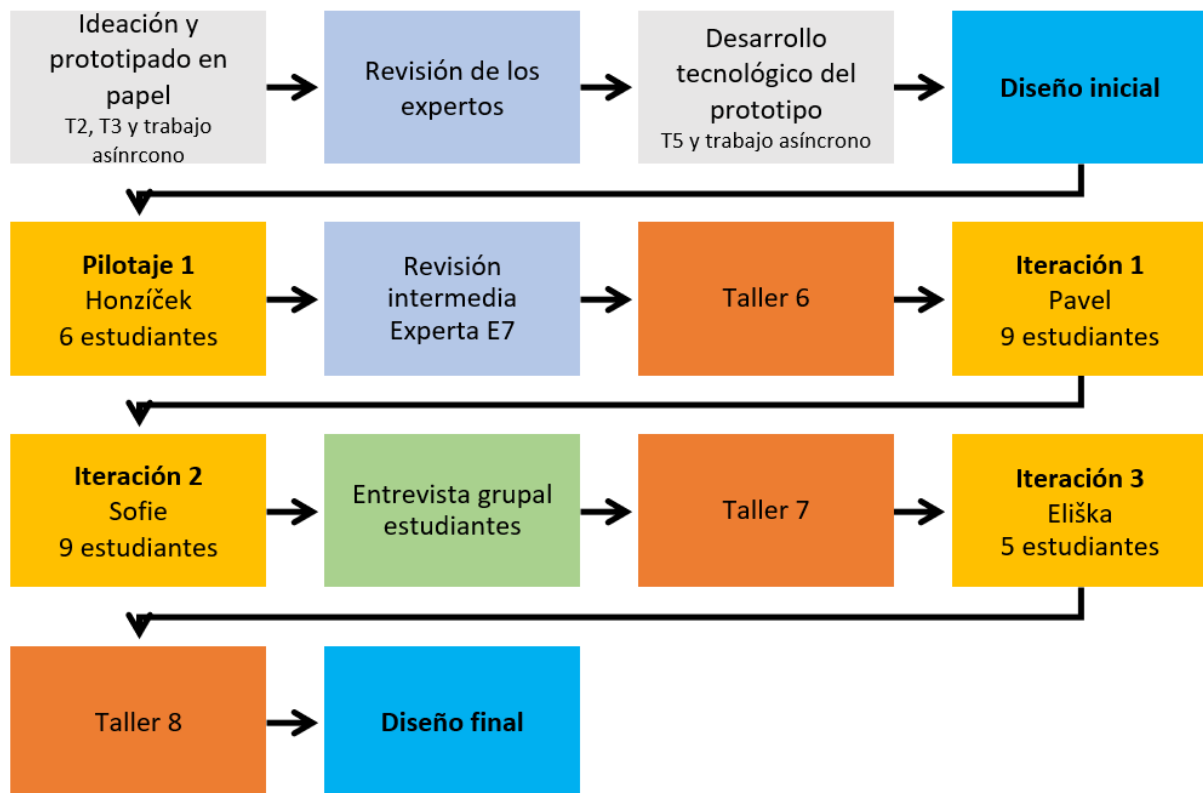 Ideación y
prototipado en
papel
T2, T3 y trabajo
asínrcono
Revisión de los
expertos
Desarrollo
tecnológico del
prototipo
T5 y trabajo asíncrono
Diseño inicial
Pilotaje 1
Honzíček
6 estudiantes
Revisión
intermedia
Experta E7
Taller 6
Iteración 1
Pavel
9 estudiantes
Iteración 2
Sofie
9 estudiantes
Entrevista grupal
estudiantes
Taller 7
Iteración 3
Eliška
5 estudiantes
Taller 8
Diseño final